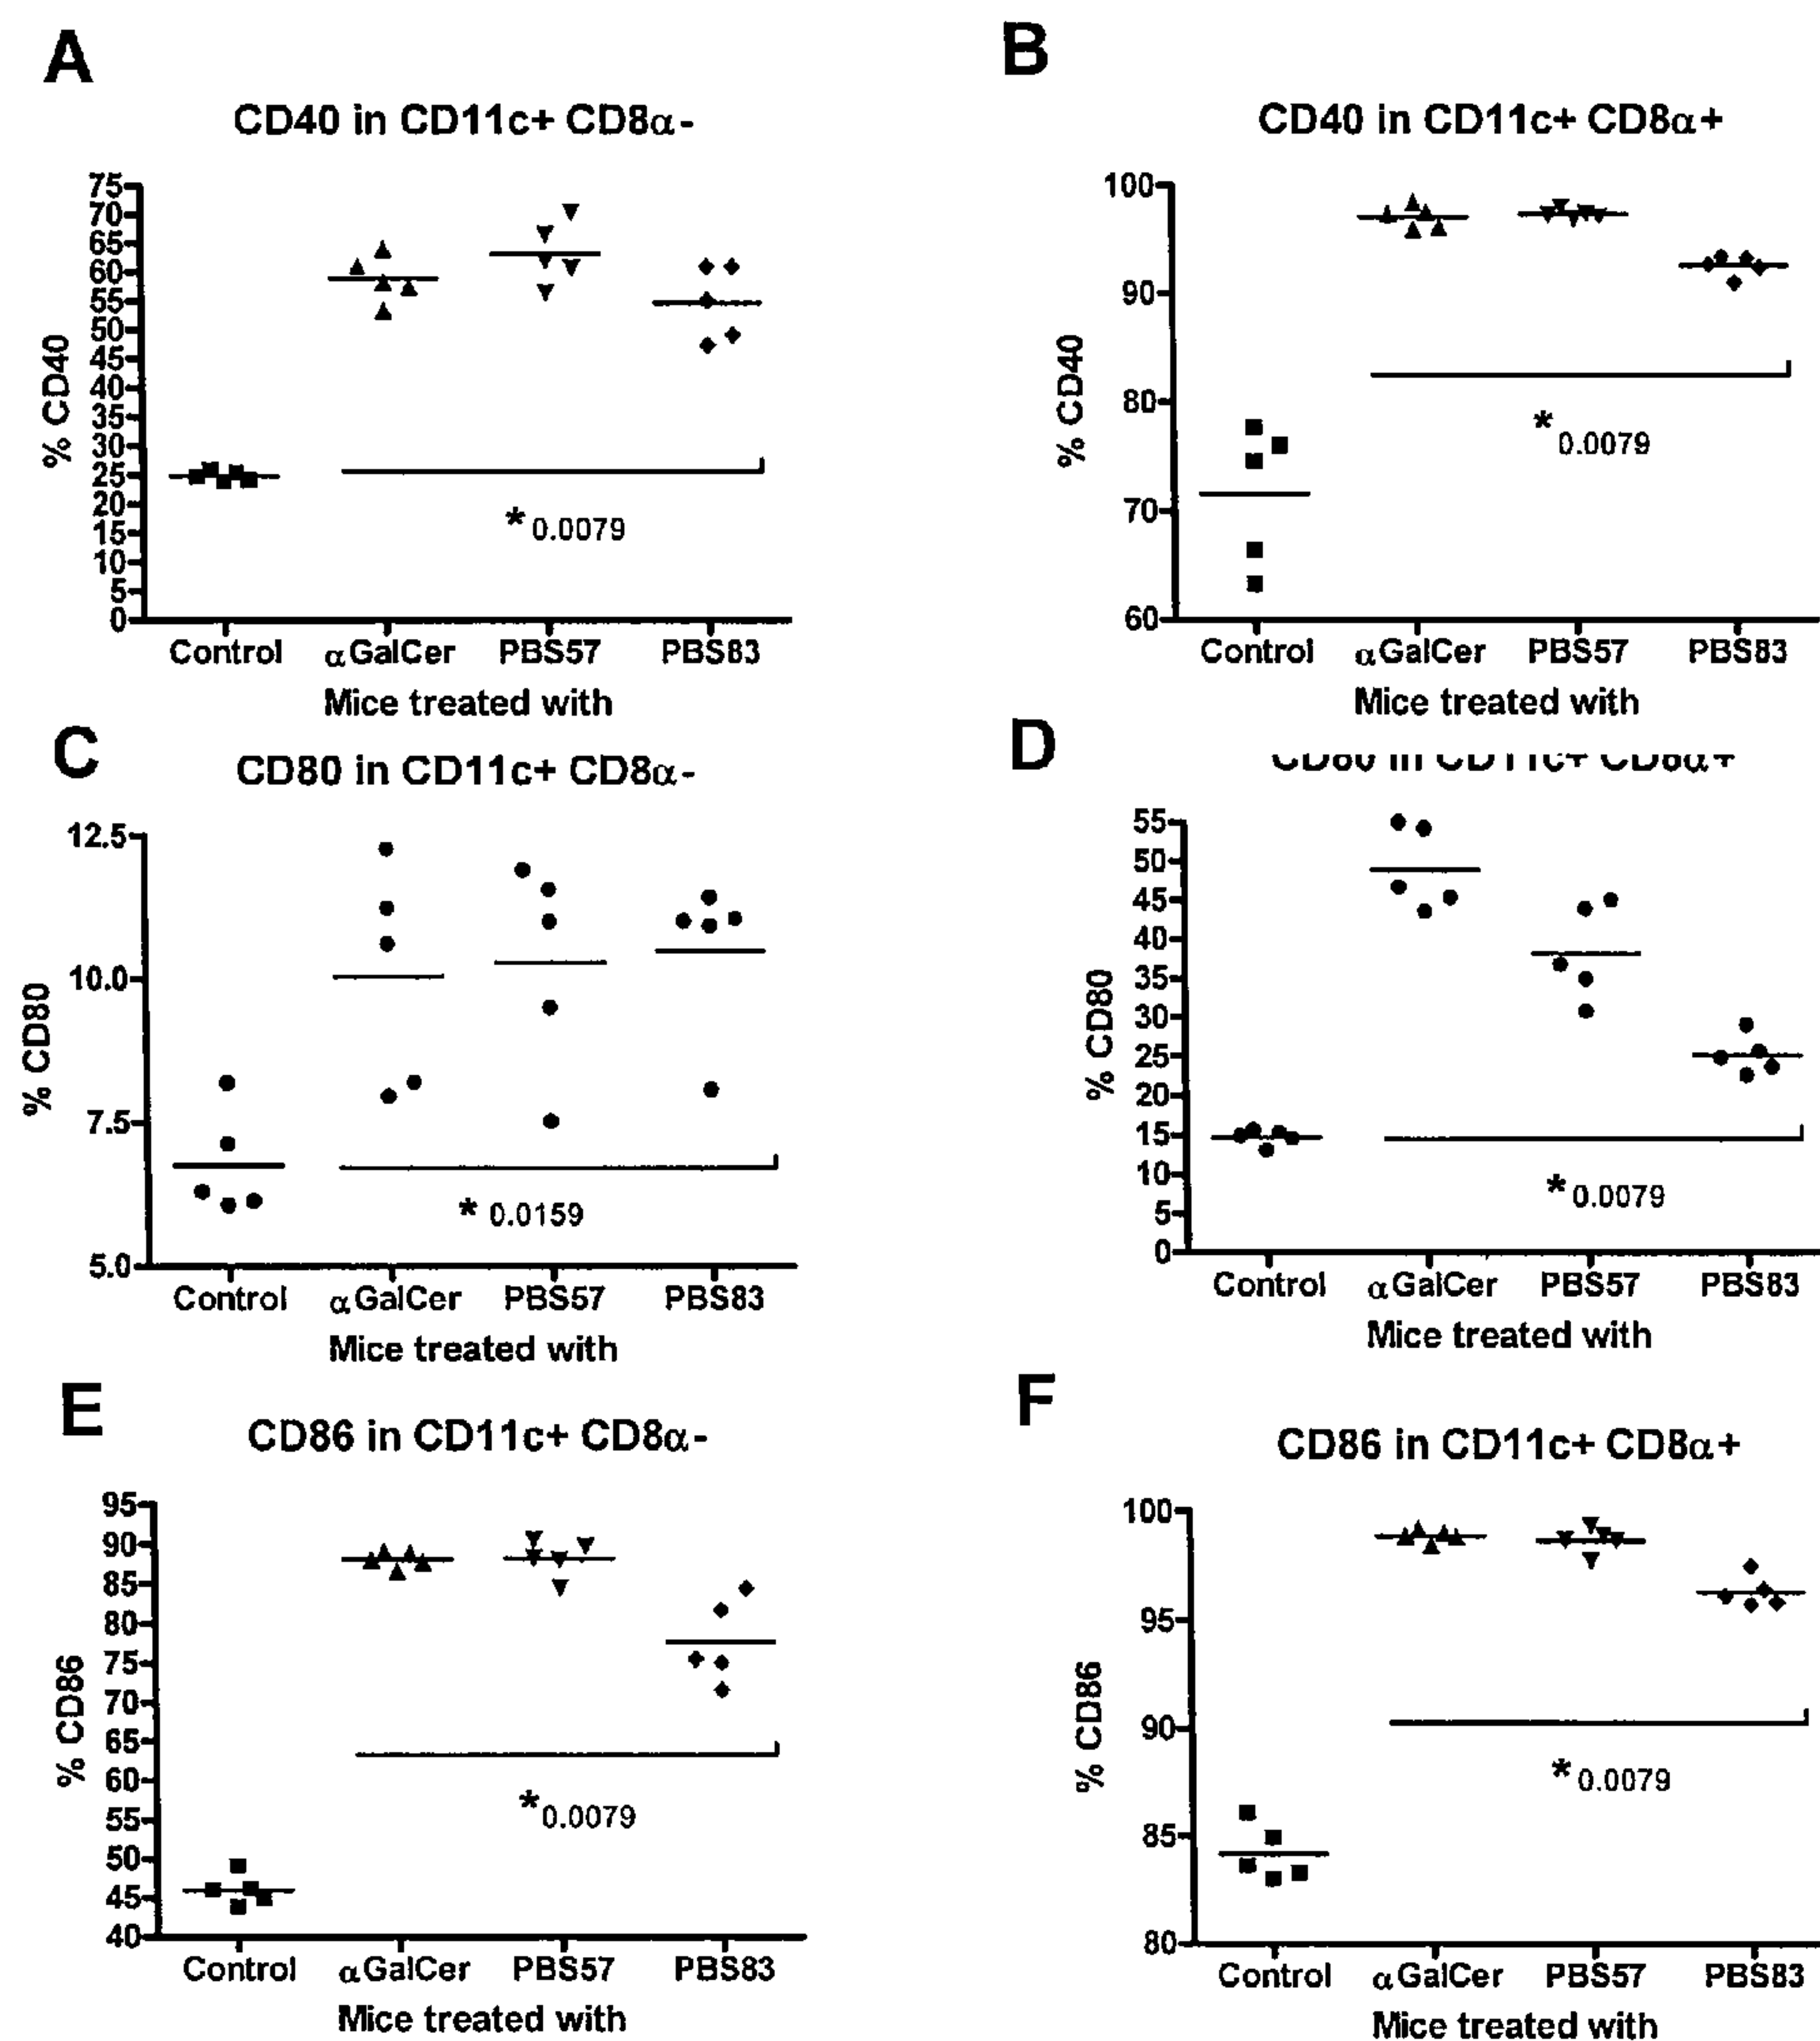 A
CD40 in CD11c+ CD8α-
75
70
65
60
55
50
45
40
35
30
25
20
15
10
5
0
% CD40
* 0.0079
Control αGalCer PBS57 PBS83
Mice treated with
B
CD40 in CD11c+ CD8α+
100
90
80
70
60
% CD40
* 0.0079
Control αGalCer PBS57 PBS83
Mice treated with
C
CD80 in CD11c+ CD8α-
12.5
10.0
7.5
5.0
% CD80
* 0.0159
Control αGalCer PBS57 PBS83
Mice treated with
D
CD80 in CD11c+ CD8α+
55
50
45
40
35
30
25
20
15
10
5
0
% CD80
* 0.0079
Control αGalCer PBS57 PBS83
Mice treated with
E
CD86 in CD11c+ CD8α-
95
90
85
80
75
70
65
60
55
50
45
40
% CD86
* 0.0079
Control αGalCer PBS57 PBS83
Mice treated with
F
CD86 in CD11c+ CD8α+
100
95
90
85
80
% CD86
* 0.0079
Control αGalCer PBS57 PBS83
Mice treated with